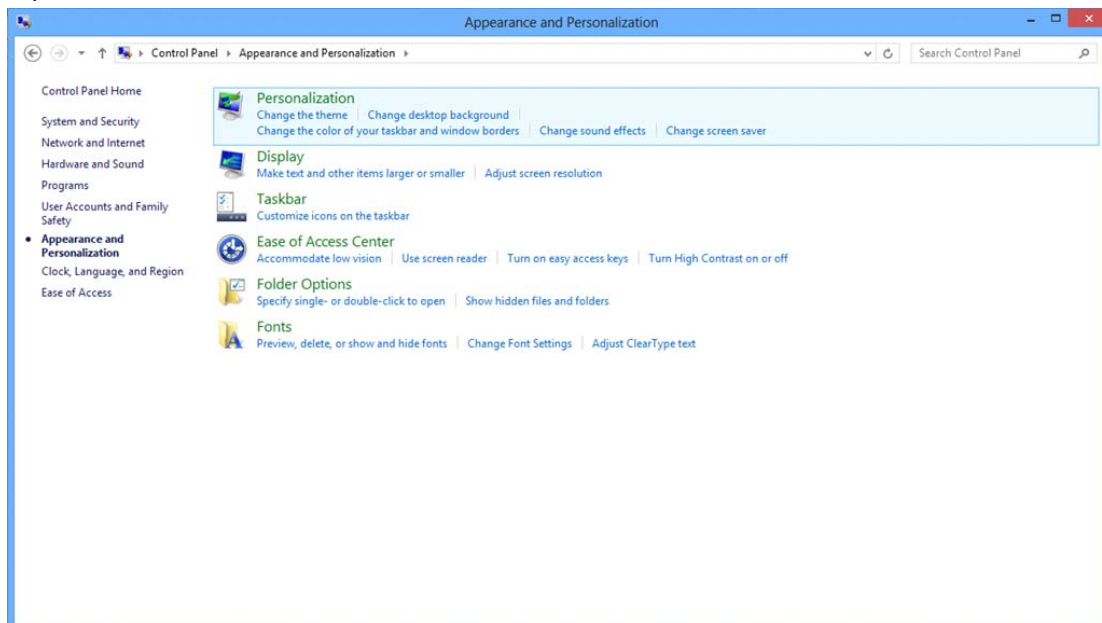 Appearance and Personalization
Control Panel Appearance and Personalization
Search Control Panel
Control Panel Home
System and Security
Network and Internet
Hardware and Sound
Programs
User Accounts and Family
Safety
Appearance and
Personalization
Clock, Language, and Region
Ease of Access
Personalization
Change the theme Change desktop background
Change the color of your taskbar and window borders Change sound effects Change screen saver
Display
Make text and other items larger or smaller Adjust screen resolution
Taskbar
Customize icons on the taskbar
Ease of Access Center
Accommodate low vision Use screen reader Turn on easy access keys Turn High Contrast on or off
Folder Options
Specify single- or double-click to open Show hidden files and folders
Fonts
Preview, delete, or show and hide fonts Change Font Settings Adjust ClearType text